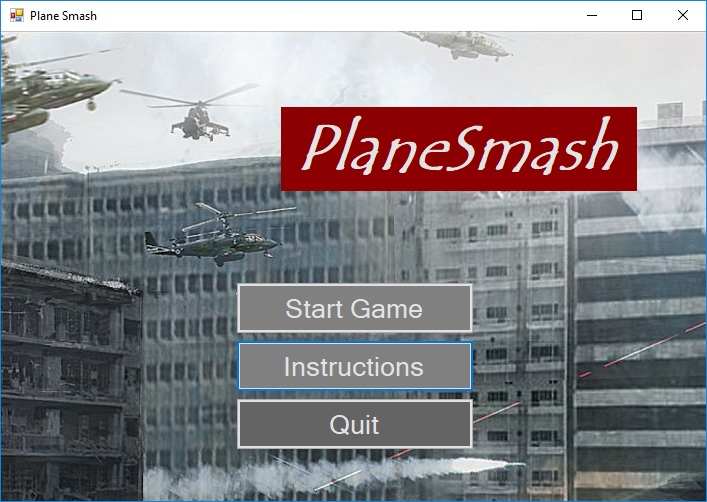 Plane Smash
PlaneSmash
Start Game
Instructions
Quit